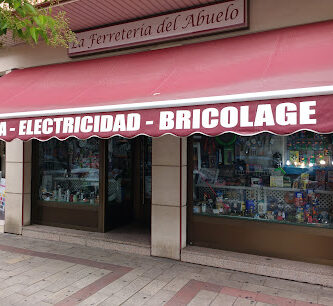 La Ferretería del Abuelo
A - ELECTRICIDAD - BRICOLAGE